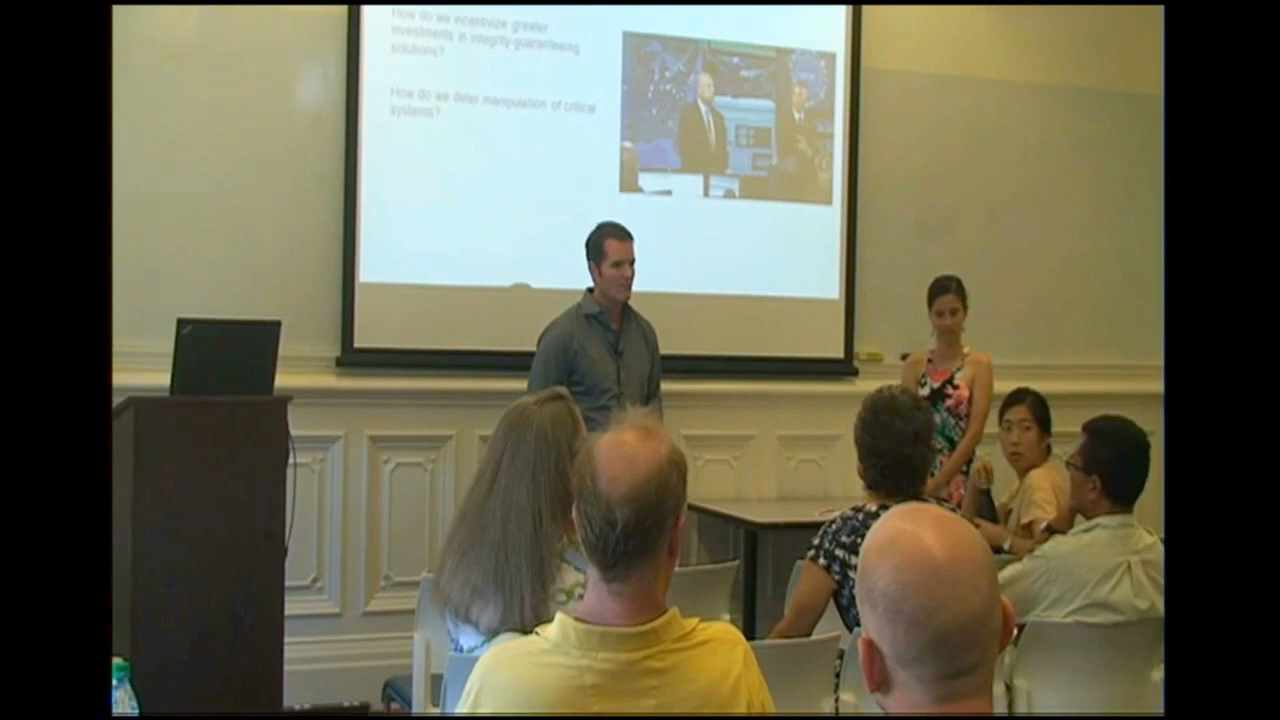 How do we incentivize greater
investments in integrity-guaranteeing
solutions?
How do we deter manipulation of critical
systems?